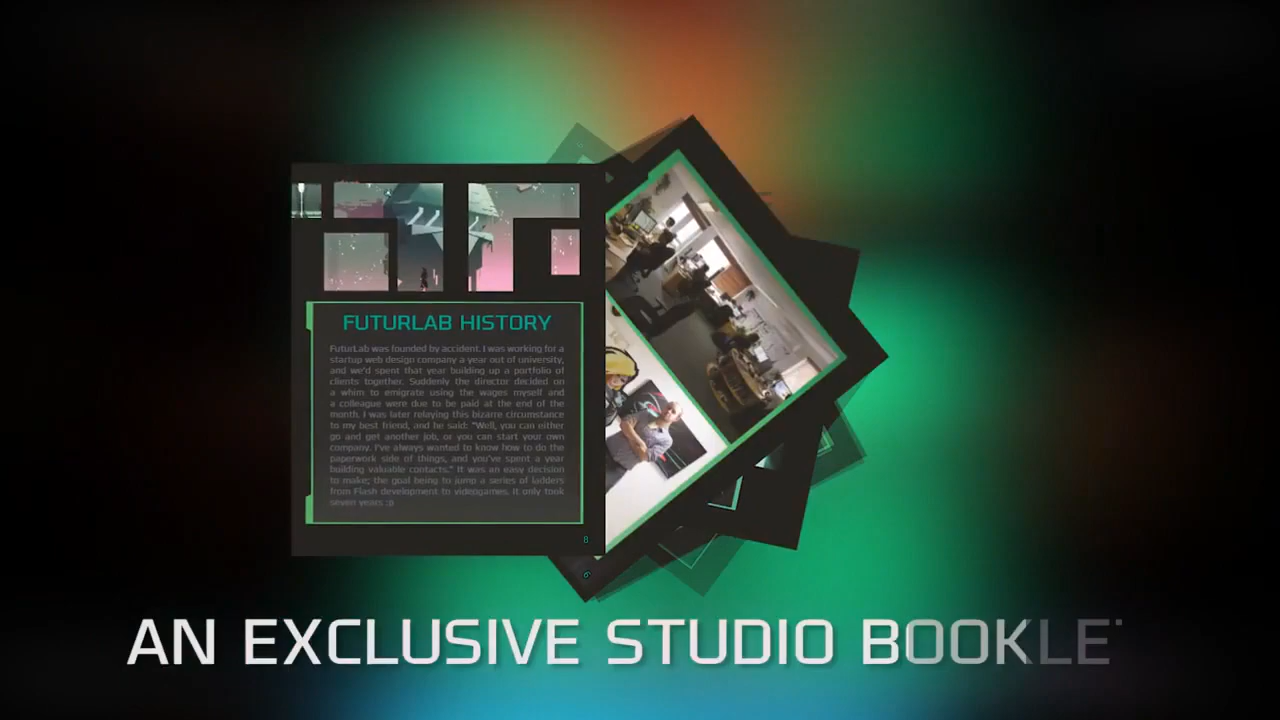 FUTURLAB HISTORY
FuturLab was founded by accident. I was working for a
startup web design company a year out of university,
and we'd spent that year building up a portfolio of
clients together. Suddenly the director decided on
a whim to emigrate using the wages myself and
a colleague were due to be paid at the end of the
month. I was later relaying this bizarre circumstance
to my best friend, and he said: "Well, you can either
go and get another job, or you can start your own
company. I've always wanted to know how to do the
paperwork side of things, and you've spent a year
building valuable contacts." It was an easy decision
to make; the goal being to jump a series of ladders
from Flash development to videogames. It only took
seven years :p
8
AN EXCLUSIVE STUDIO BOOKLET